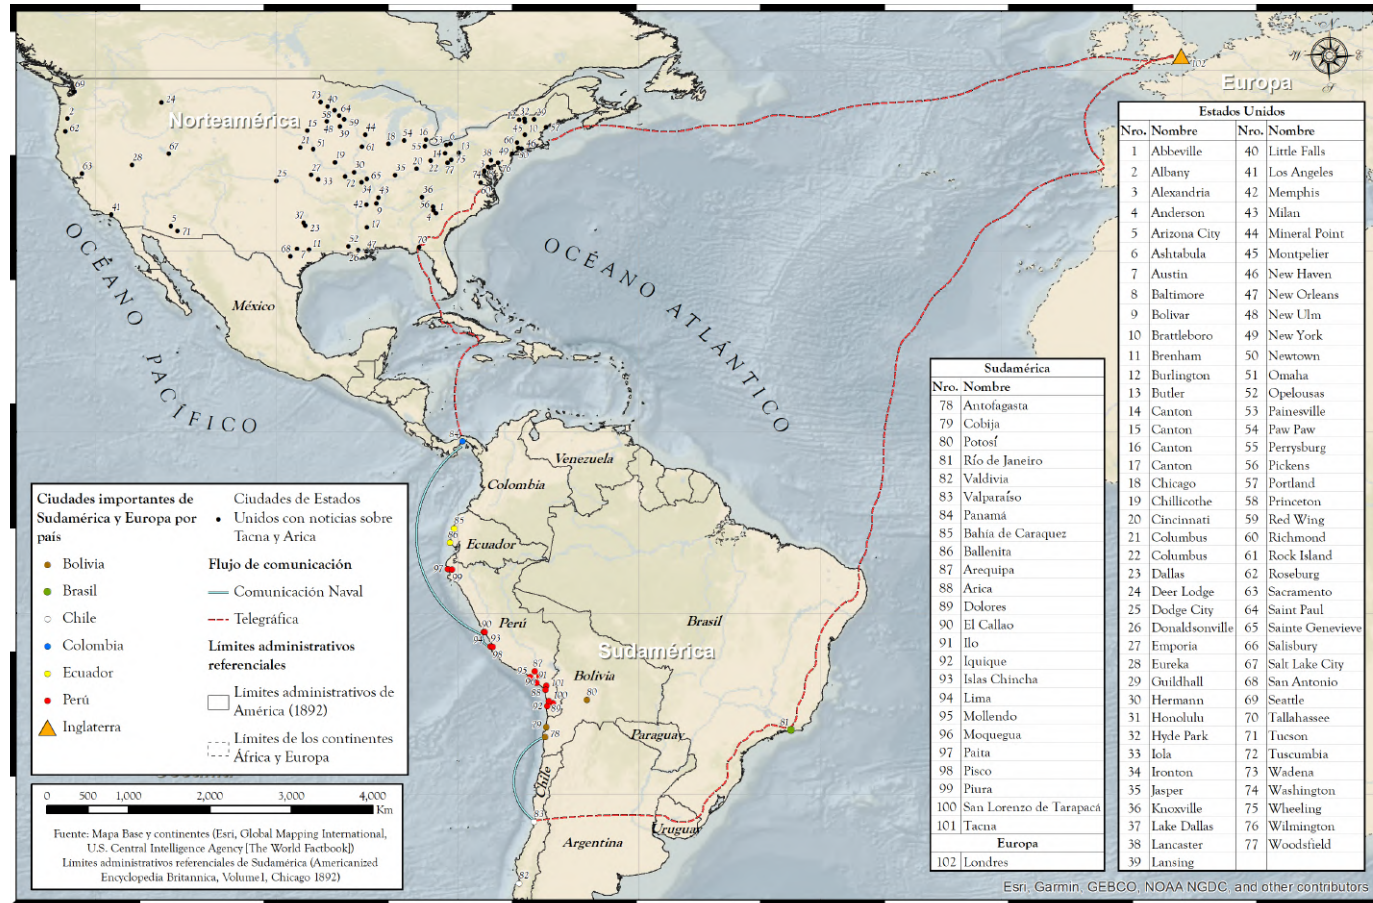 Norteamérica
México
OCÉANO PACÍFICO
OCÉANO ATLÁNTICO
Europa
N
W
E
S
Venezuela
Colombia
Ecuador
Perú
Brasil
Sudamérica
Bolivia
Paraguay
Chile
Uruguay
Argentina
Ciudades importantes de
Sudamérica y Europa por
país
Bolivia
Brasil
Chile
Colombia
Ecuador
Perú
Inglaterra
Ciudades de Estados
Unidos con noticias sobre
Tacna y Arica
Flujo de comunicación
Comunicación Naval
Telegráfica
Límites administrativos
referenciales
Límites administrativos de
América (1892)
Límites de los continentes
África y Europa
0 500 1,000 2,000 3,000 4,000
Km
Fuente: Mapa Base y continentes (Esri, Global Mapping International,
U.S. Central Intelligence Agency [The World Factbook])
Límites administrativos referenciales de Sudamérica (Americanized
Encyclopedia Britannica, Volume1, Chicago 1892)
Sudamérica
Nro. Nombre
78 Antofagasta
79 Cobija
80 Potosí
81 Río de Janeiro
82 Valdivia
83 Valparaíso
84 Panamá
85 Bahía de Caraquez
86 Ballenita
87 Arequipa
88 Arica
89 Dolores
90 El Callao
91 Ilo
92 Iquique
93 Islas Chincha
94 Lima
95 Mollendo
96 Moquegua
97 Paita
98 Pisco
99 Piura
100 San Lorenzo de Tarapacá
101 Tacna
Europa
102 Londres
Estados Unidos
Nro. Nombre Nro. Nombre
1 Abbeville 40 Little Falls
2 Albany 41 Los Angeles
3 Alexandria 42 Memphis
4 Anderson 43 Milan
5 Arizona City 44 Mineral Point
6 Ashtabula 45 Montpelier
7 Austin 46 New Haven
8 Baltimore 47 New Orleans
9 Bolivar 48 New Ulm
10 Brattleboro 49 New York
11 Brenham 50 Newtown
12 Burlington 51 Omaha
13 Butler 52 Opelousas
14 Canton 53 Painesville
15 Canton 54 Paw Paw
16 Canton 55 Perrysburg
17 Canton 56 Pickens
18 Chicago 57 Portland
19 Chillicothe 58 Princeton
20 Cincinnati 59 Red Wing
21 Columbus 60 Richmond
22 Columbus 61 Rock Island
23 Dallas 62 Roseburg
24 Deer Lodge 63 Sacramento
25 Dodge City 64 Saint Paul
26 Donaldsonville 65 Sainte Genevieve
27 Emporia 66 Salisbury
28 Eureka 67 Salt Lake City
29 Guildhall 68 San Antonio
30 Hermann 69 Seattle
31 Honolulu 70 Tallahassee
32 Hyde Park 71 Tucson
33 Iola 72 Tuscumbia
34 Ironton 73 Wadena
35 Jasper 74 Washington
36 Knoxville 75 Wheeling
37 Lake Dallas 76 Wilmington
38 Lancaster 77 Woodsfield
39 Lansing
Esri, Garmin, GEBCO, NOAA NGDC, and other contributors